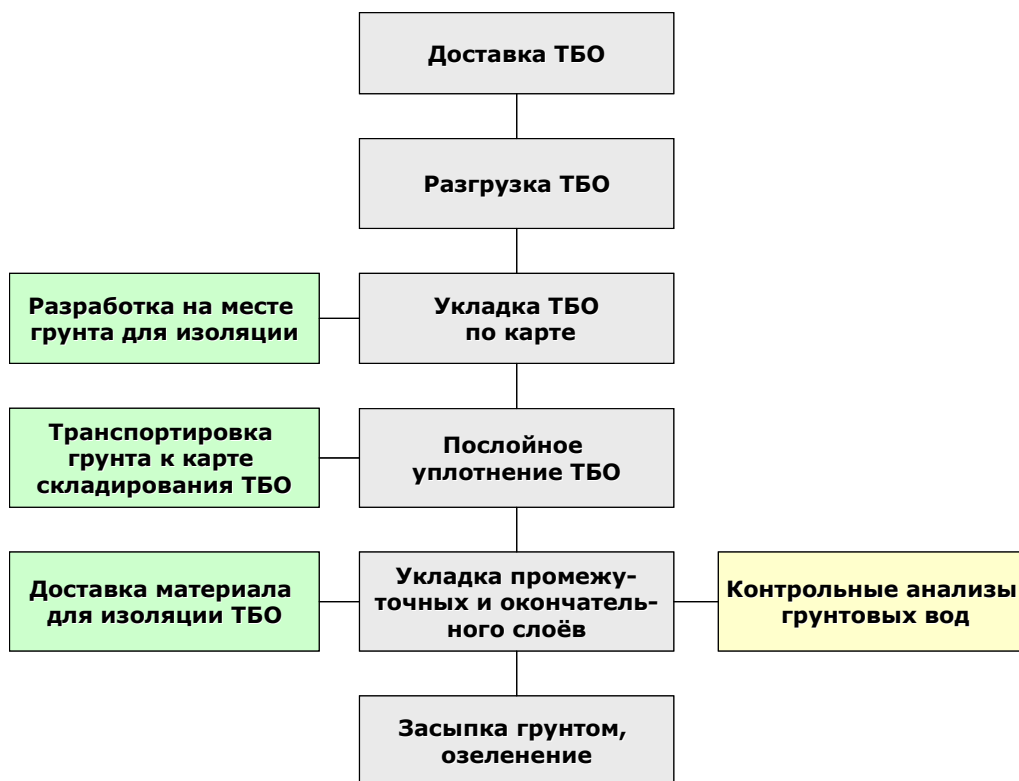 Доставка ТБО
Разгрузка ТБО
Разработка на месте
грунта для изоляции
Укладка ТБО
по карте
Транспортировка
грунта к карте
складирования ТБО
Послойное
уплотнение ТБО
Доставка материала
для изоляции ТБО
Укладка промежу-
точных и окончатель-
ного слоёв
Контрольные анализы
грунтовых вод
Засыпка грунтом,
озеленение